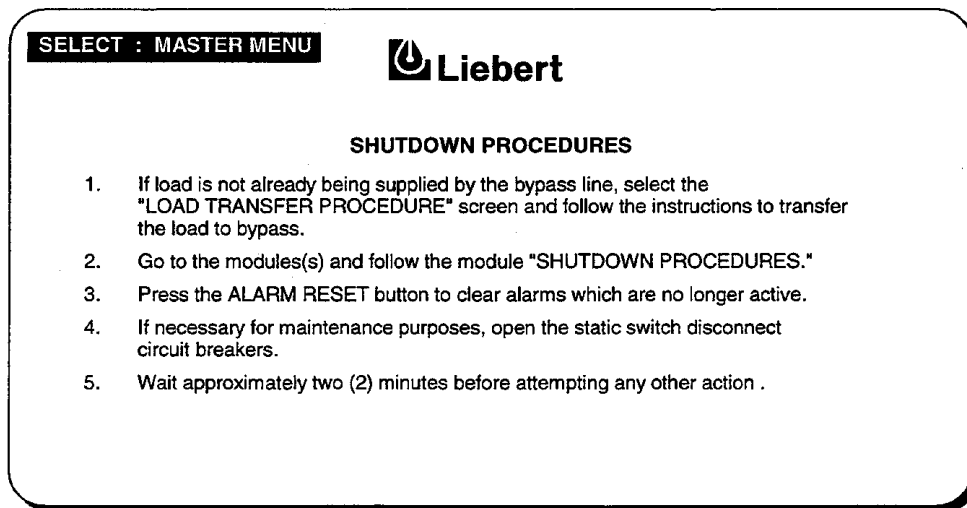 SELECT : MASTER MENU
Liebert
SHUTDOWN PROCEDURES
1. If load is not already being supplied by the bypass line, select the
"LOAD TRANSFER PROCEDURE" screen and follow the instructions to transfer
the load to bypass.
2. Go to the modules(s) and follow the module "SHUTDOWN PROCEDURES."
3. Press the ALARM RESET button to clear alarms which are no longer active.
4. If necessary for maintenance purposes, open the static switch disconnect
circuit breakers.
5. Wait approximately two (2) minutes before attempting any other action .